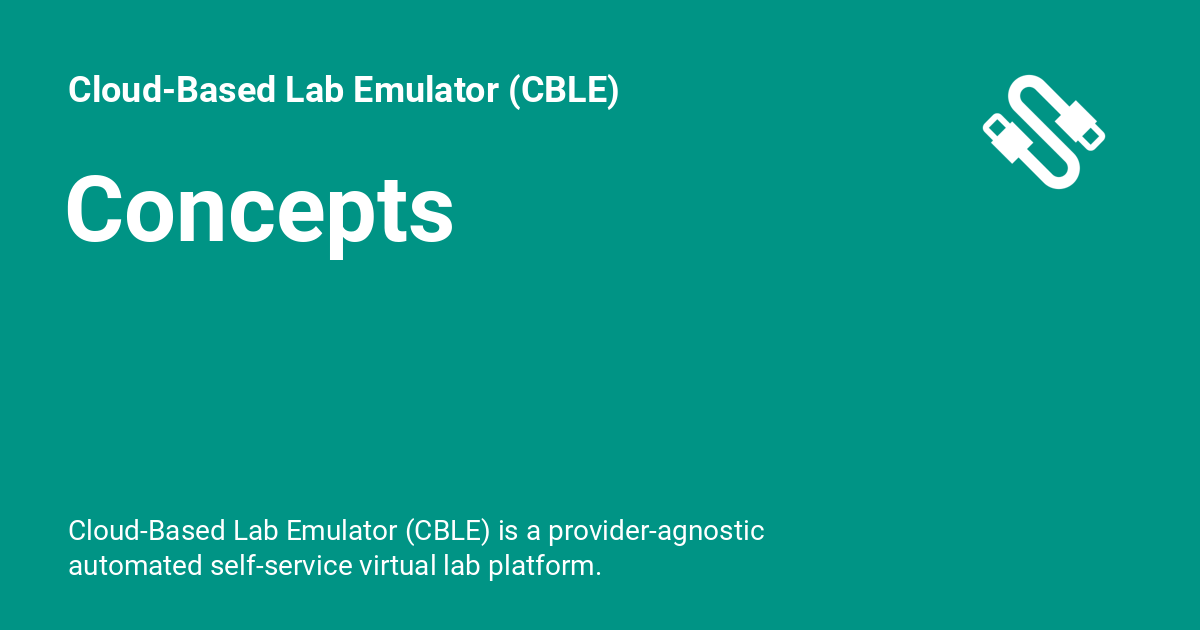 Cloud-Based Lab Emulator (CBLE)
Concepts
Cloud-Based Lab Emulator (CBLE) is a provider-agnostic
automated self-service virtual lab platform.